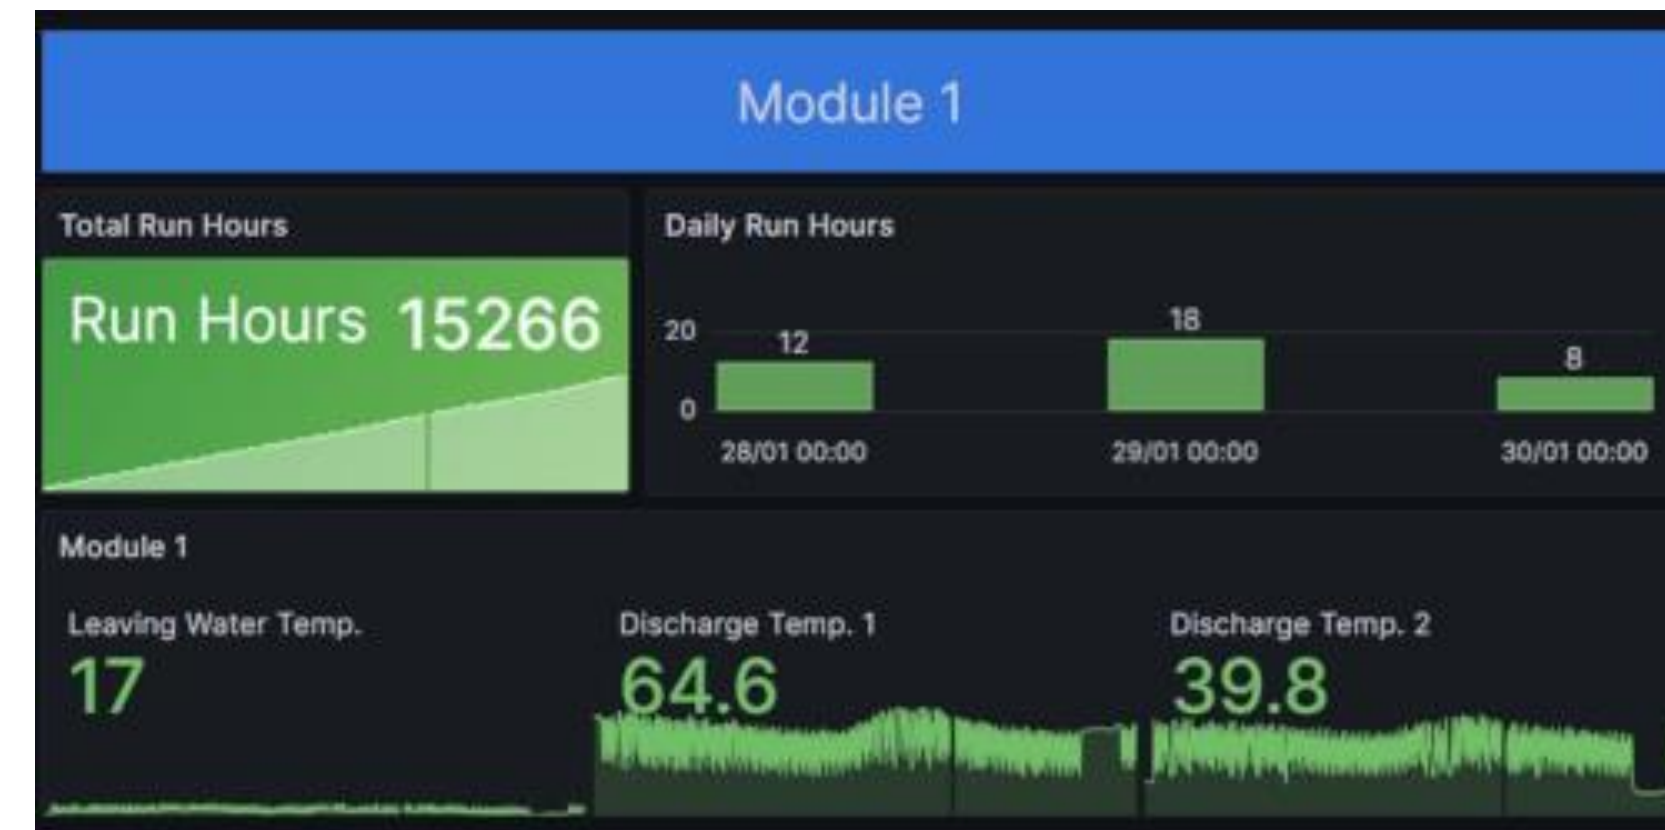 Module 1
Total Run Hours
Run Hours 15266
Daily Run Hours
20
0
12
18
8
28/01 00:00
29/01 00:00
30/01 00:00
Module 1
Leaving Water Temp.
17
Discharge Temp. 1
64.6
Discharge Temp. 2
39.8